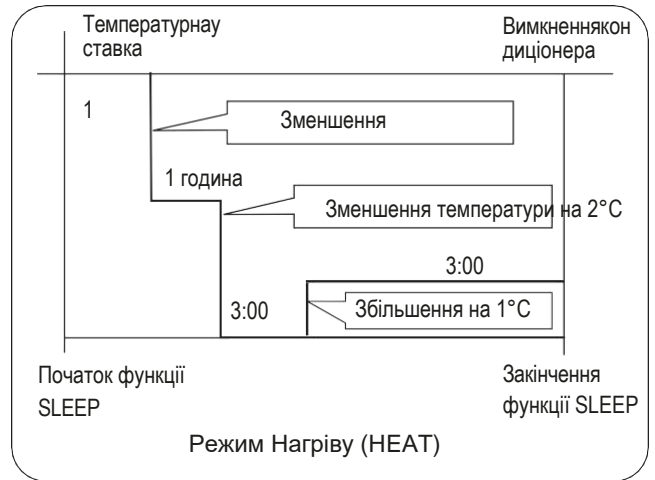 Температурнау
ставка
Вимкненнякон
диціонера
1
Зменшення
1 година
Зменшення температури на 2°C
3:00
3:00
Збільшення на 1°C
Початок функції
SLEEP
Закінчення
функції SLEEP
Режим Нагріву (HEAT)